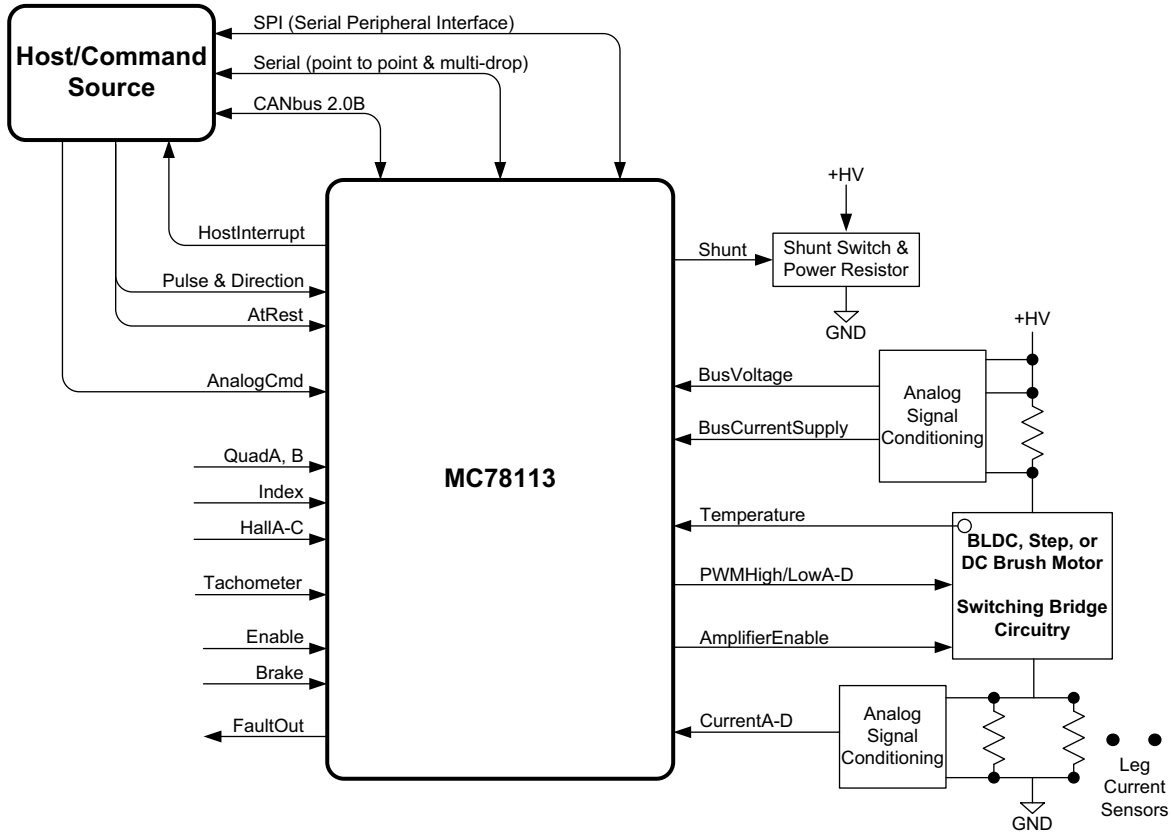 Host/Command
Source
SPI (Serial Peripheral Interface)
Serial (point to point & multi-drop)
CANbus 2.0B
HostInterrupt
Pulse & Direction
AtRest
AnalogCmd
QuadA, B
Index
HallA-C
Tachometer
Enable
Brake
FaultOut
MC78113
Shunt
+HV
Shunt Switch &
Power Resistor
GND
+HV
BusVoltage
BusCurrentSupply
Analog
Signal
Conditioning
Temperature
PWMHigh/LowA-D
AmplifierEnable
BLDC, Step, or
DC Brush Motor
Switching Bridge
Circuitry
CurrentA-D
Analog
Signal
Conditioning
GND
Leg
Current
Sensors